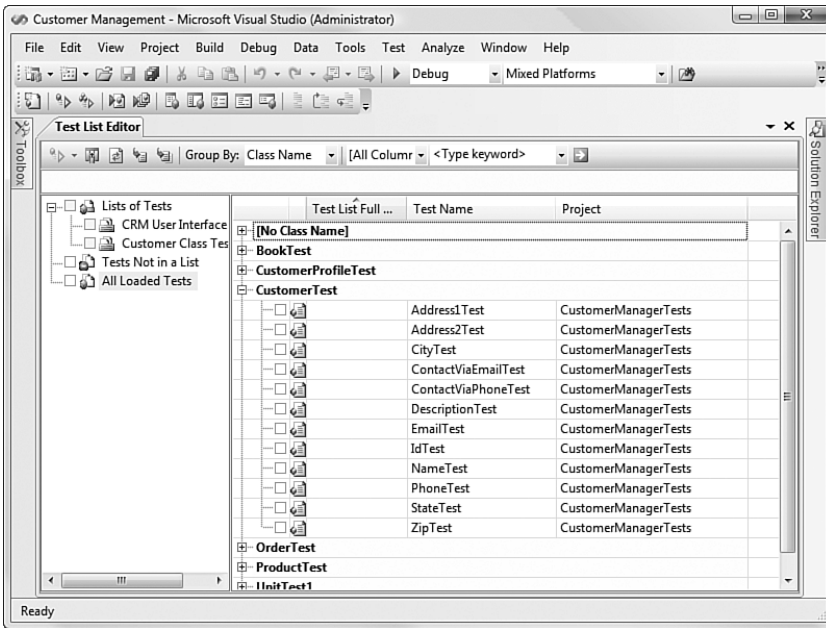 Customer Management - Microsoft Visual Studio (Administrator)
File Edit View Project Build Debug Data Tools Test Analyze Window Help
Debug Mixed Platforms
Test List Editor
Toolbox
Solution Explorer
Group By: Class Name [All Columr <Type keyword>
Lists of Tests
CRM User Interface
Customer Class Tes
Tests Not in a List
All Loaded Tests
Test List Full ... Test Name Project
[No Class Name]
BookTest
CustomerProfileTest
CustomerTest
Address1Test CustomerManagerTests
Address2Test CustomerManagerTests
CityTest CustomerManagerTests
ContactViaEmailTest CustomerManagerTests
ContactViaPhoneTest CustomerManagerTests
DescriptionTest CustomerManagerTests
EmailTest CustomerManagerTests
IdTest CustomerManagerTests
NameTest CustomerManagerTests
PhoneTest CustomerManagerTests
StateTest CustomerManagerTests
ZipTest CustomerManagerTests
OrderTest
ProductTest
UnitTest1
Ready